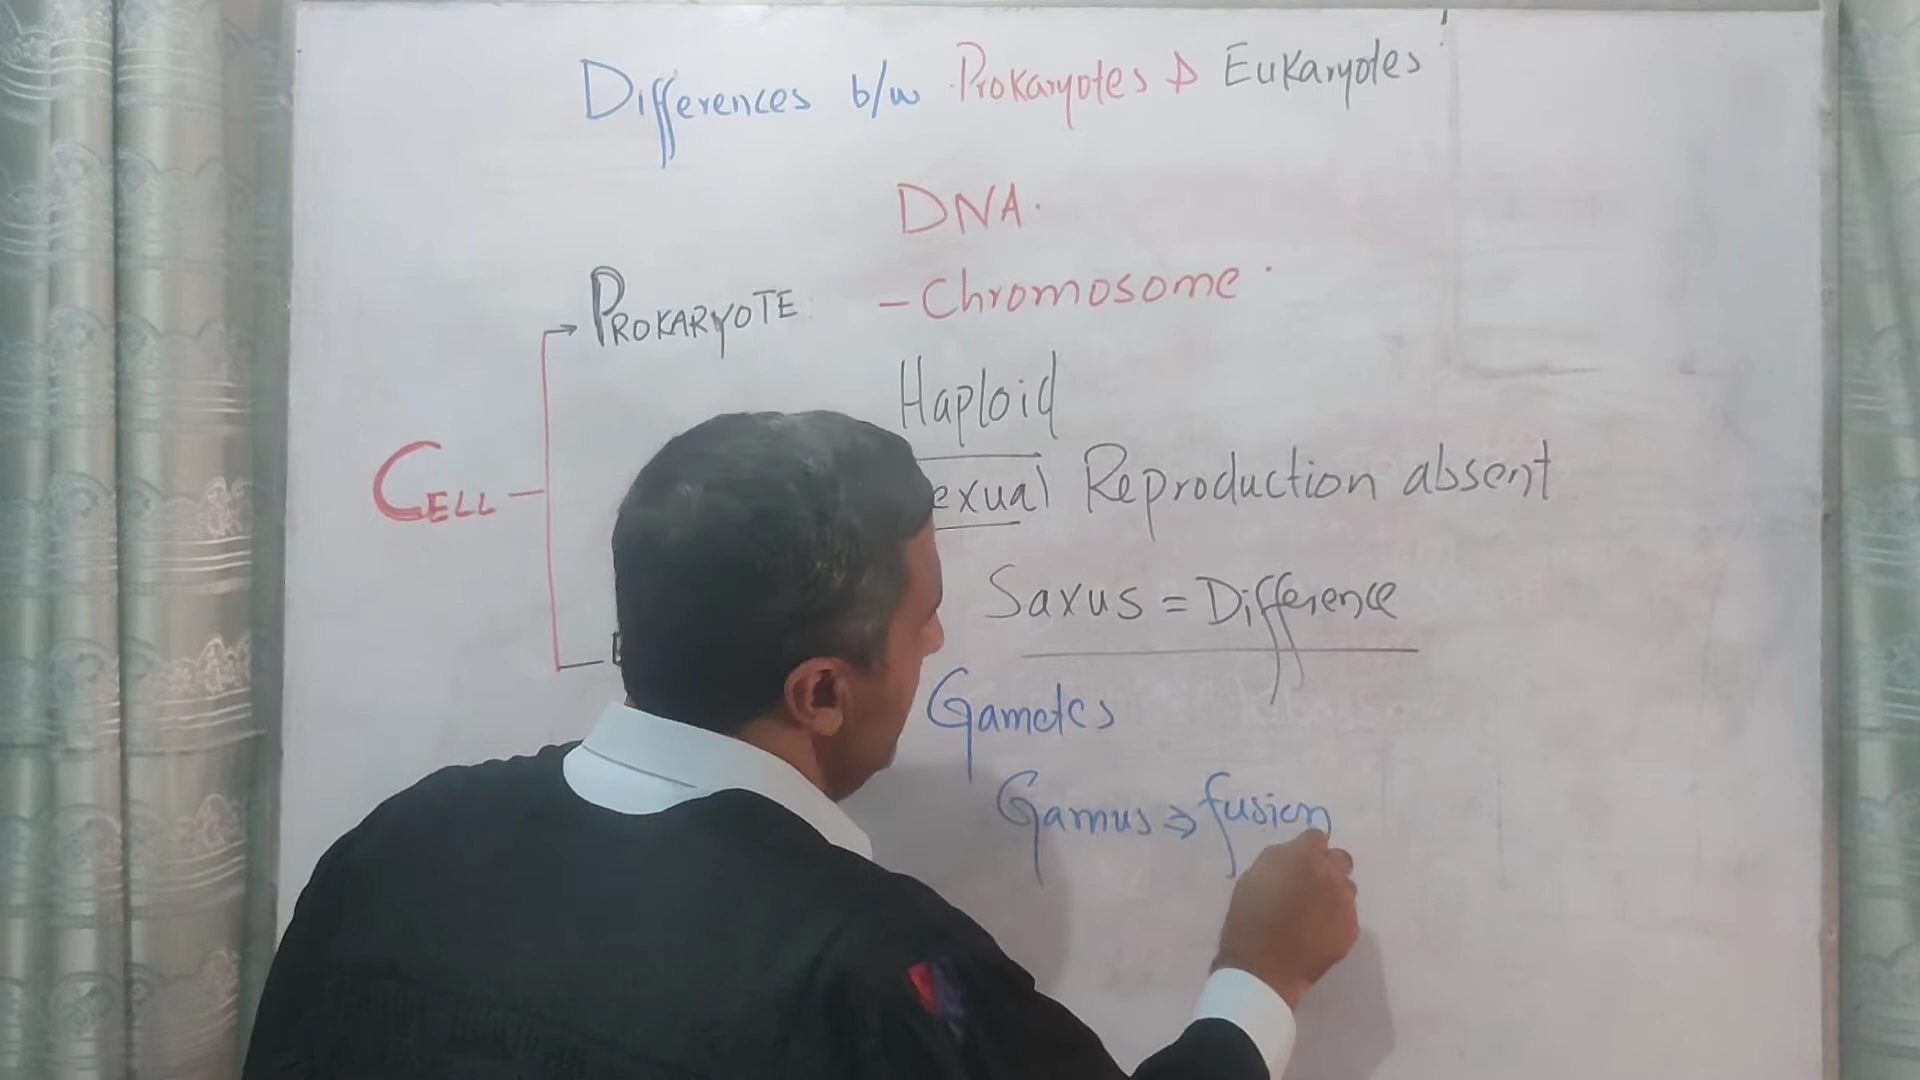 Differences b/w Prokaryotes & Eukaryotes
DNA.
PROKARYOTE: - Chromosome
Haploid
CELL
exual Reproduction absent
Saxus = Difference
Gametes
Gamus => fusion